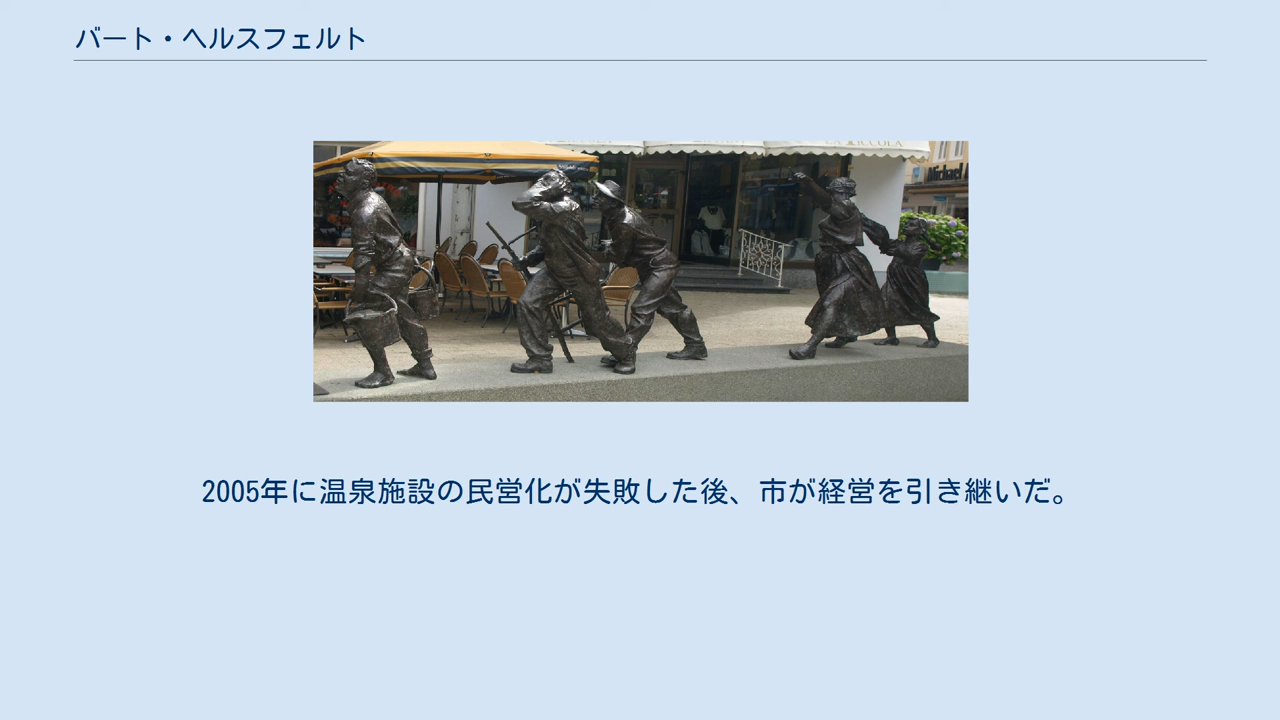 バート・ヘルスフェルト
Michael
2005年に温泉施設の民営化が失敗した後、市が経営を引き継いだ。